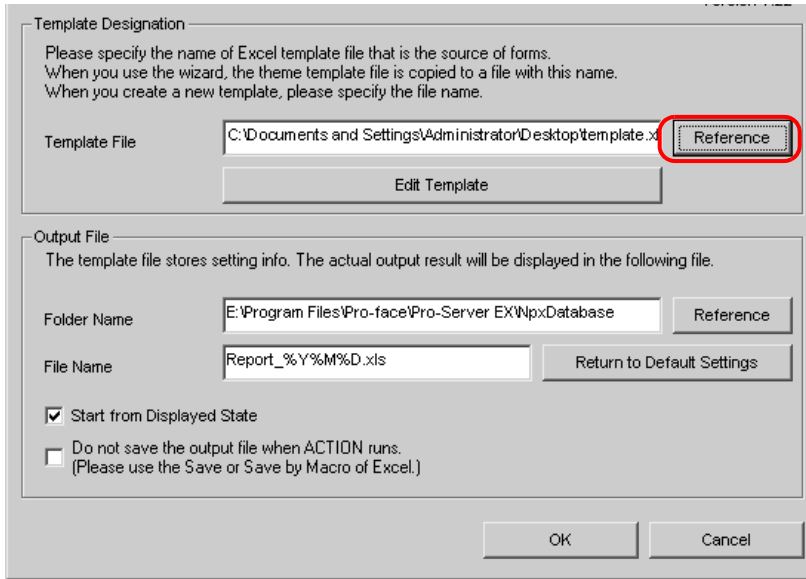 Template Designation
Please specify the name of Excel template file that is the source of forms.
When you use the wizard, the theme template file is copied to a file with this name.
When you create a new template, please specify the file name.
Template File C:\Documents and Settings\Administrator\Desktop\template.xl Reference
Edit Template
Output File
The template file stores setting info. The actual output result will be displayed in the following file.
Folder Name E:\Program Files\Pro-face\Pro-Server EX\NpxDatabase Reference
File Name Report_%Y%M%D.xls Return to Default Settings
Start from Displayed State
Do not save the output file when ACTION runs.
(Please use the Save or Save by Macro of Excel.)
OK Cancel